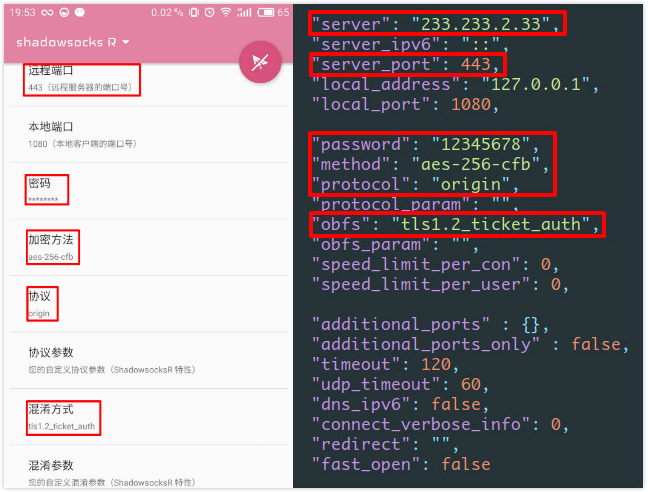 19:53
0.02 K/s
65
shadowsocks R
远程端口
443（远程服务器的端口号）
本地端口
1080（本地客户端的端口号）
密码
********
加密方法
aes-256-cfb
协议
origin
协议参数
您的自定义协议参数（ShadowsocksR 特性）
混淆方式
tls1.2_ticket_auth
混淆参数
您的自定义混淆参数（ShadowsocksR 特性）
"server": "233.233.2.33",
"server_ipv6": "::",
"server_port": 443,
"local_address": "127.0.0.1",
"local_port": 1080,
"password": "12345678",
"method": "aes-256-cfb",
"protocol": "origin",
"protocol_param": "",
"obfs": "tls1.2_ticket_auth",
"obfs_param": "",
"speed_limit_per_con": 0,
"speed_limit_per_user": 0,
"additional_ports" : {},
"additional_ports_only" : false,
"timeout": 120,
"udp_timeout": 60,
"dns_ipv6": false,
"connect_verbose_info": 0,
"redirect": "",
"fast_open": false